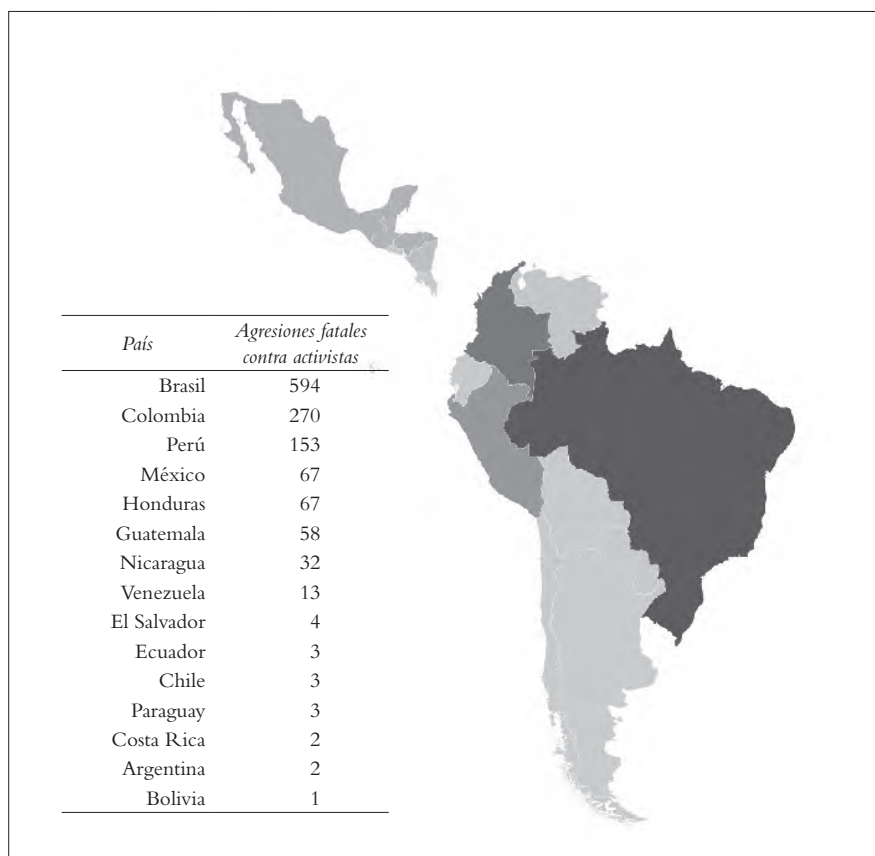 País Agresiones fatales
contra activistas
Brasil 594
Colombia 270
Perú 153
México 67
Honduras 67
Guatemala 58
Nicaragua 32
Venezuela 13
El Salvador 4
Ecuador 3
Chile 3
Paraguay 3
Costa Rica 2
Argentina 2
Bolivia 1